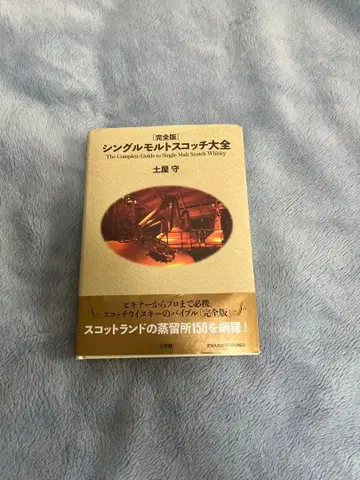 [完全版]
シングルモルトスコッチ大全
The Complete Guide to Single Malt Scotch Whisky
土屋 守
ビギナーからプロまで必携。
スコッチウイスキーのバイブル[完全版]
スコットランドの蒸留所150を網羅!
小学館